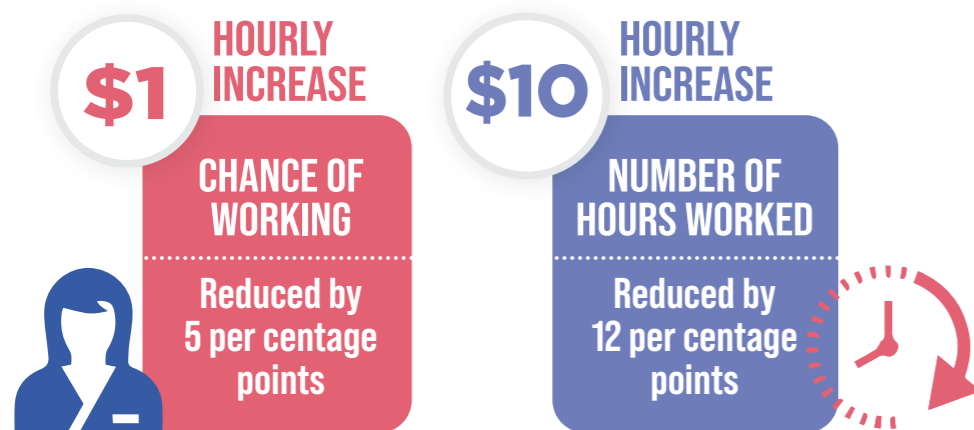 $1
HOURLY
INCREASE
CHANCE OF
WORKING
Reduced by
5 per centage
points
$10
HOURLY
INCREASE
NUMBER OF
HOURS WORKED
Reduced by
12 per centage
points